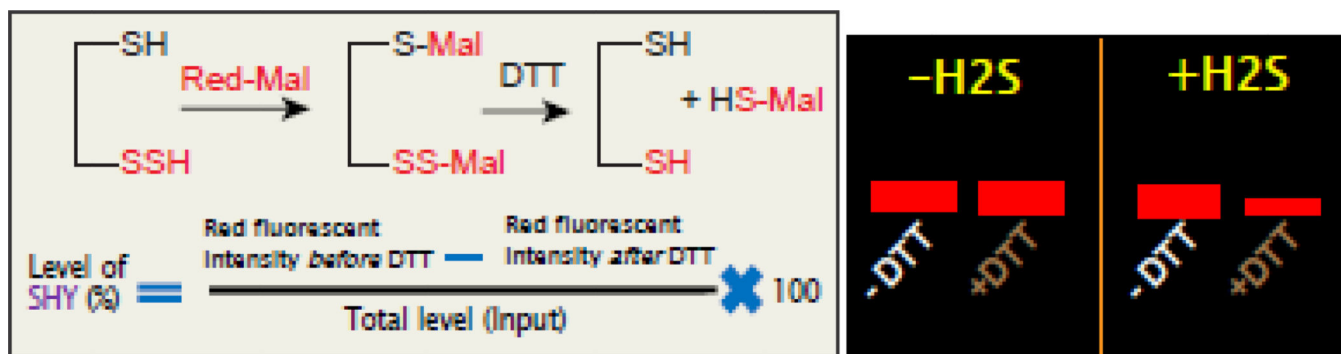 SH
Red-Mal
SSH
S-Mal
DTT
SS-Mal
SH
+ HS-Mal
SH
Level of
SHY (%)
=
Red fluorescent
Intensity before DTT
−
Red fluorescent
Intensity after DTT
Total level (Input)
× 100
-H2S
+H2S
-DTT
+DTT
-DTT
+DTT